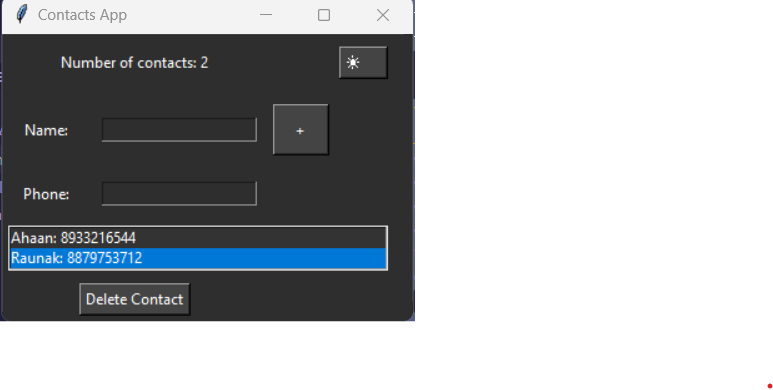 Contacts App
Number of contacts: 2
Name:
+
Phone:
Ahaan: 8933216544
Raunak: 8879753712
Delete Contact